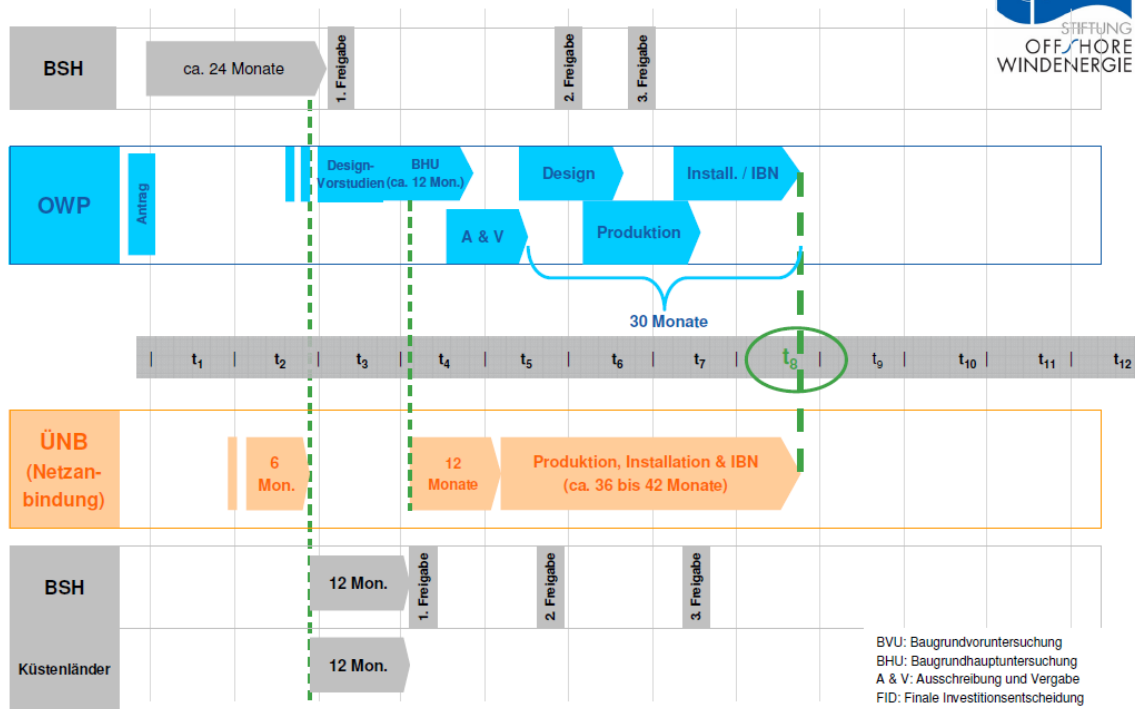 STIFTUNG
OFFSHORE
WINDENERGIE
BSH
ca. 24 Monate
1. Freigabe
2. Freigabe
3. Freigabe
OWP
Antrag
Design-
Vorstudien
BHU
(ca. 12 Mon.)
Design
Install. / IBN
A & V
Produktion
30 Monate
t1 | t2 | t3 | t4 | t5 | t6 | t7 | t8 | t9 | t10 | t11 | t12
ÜNB
(Netzan-
bindung)
6
Mon.
12
Monate
Produktion, Installation & IBN
(ca. 36 bis 42 Monate)
BSH
12 Mon.
1. Freigabe
2. Freigabe
3. Freigabe
Küstenländer
12 Mon.
BVU: Baugrundvoruntersuchung
BHU: Baugrundhauptuntersuchung
A & V: Ausschreibung und Vergabe
FID: Finale Investitionsentscheidung